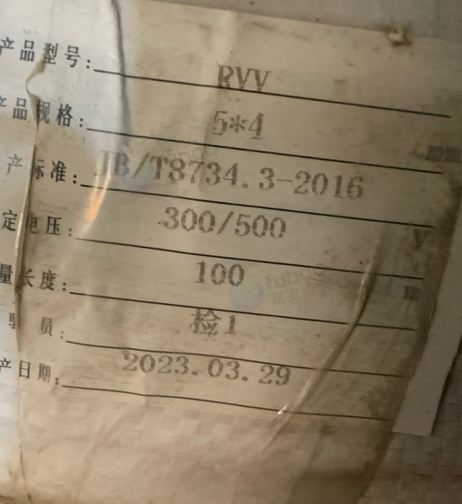 产品型号: RVV
产品规格: 5*4
产标准: JB/T8734.3-2016
定电压: 300/500
量长度: 100
员: 检1
2023.03.29
产日期: